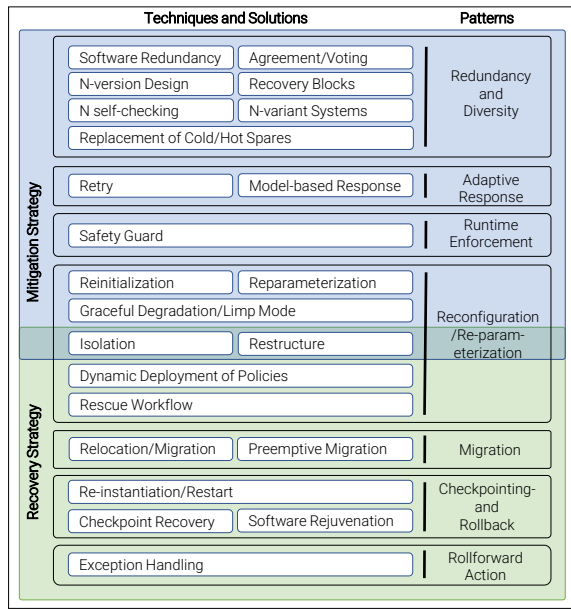 Techniques and Solutions
Patterns
Mitigation Strategy
Software Redundancy
Agreement/Voting
N-version Design
Recovery Blocks
N self-checking
N-variant Systems
Replacement of Cold/Hot Spares
Redundancy
and
Diversity
Retry
Model-based Response
Adaptive
Response
Safety Guard
Runtime
Enforcement
Reinitialization
Reparameterization
Graceful Degradation/Limp Mode
Isolation
Restructure
Dynamic Deployment of Policies
Rescue Workflow
Reconfiguration
/Re-param-
eterization
Recovery Strategy
Relocation/Migration
Preemptive Migration
Migration
Re-instantiation/Restart
Checkpoint Recovery
Software Rejuvenation
Checkpointing-
and
Rollback
Exception Handling
Rollforward
Action